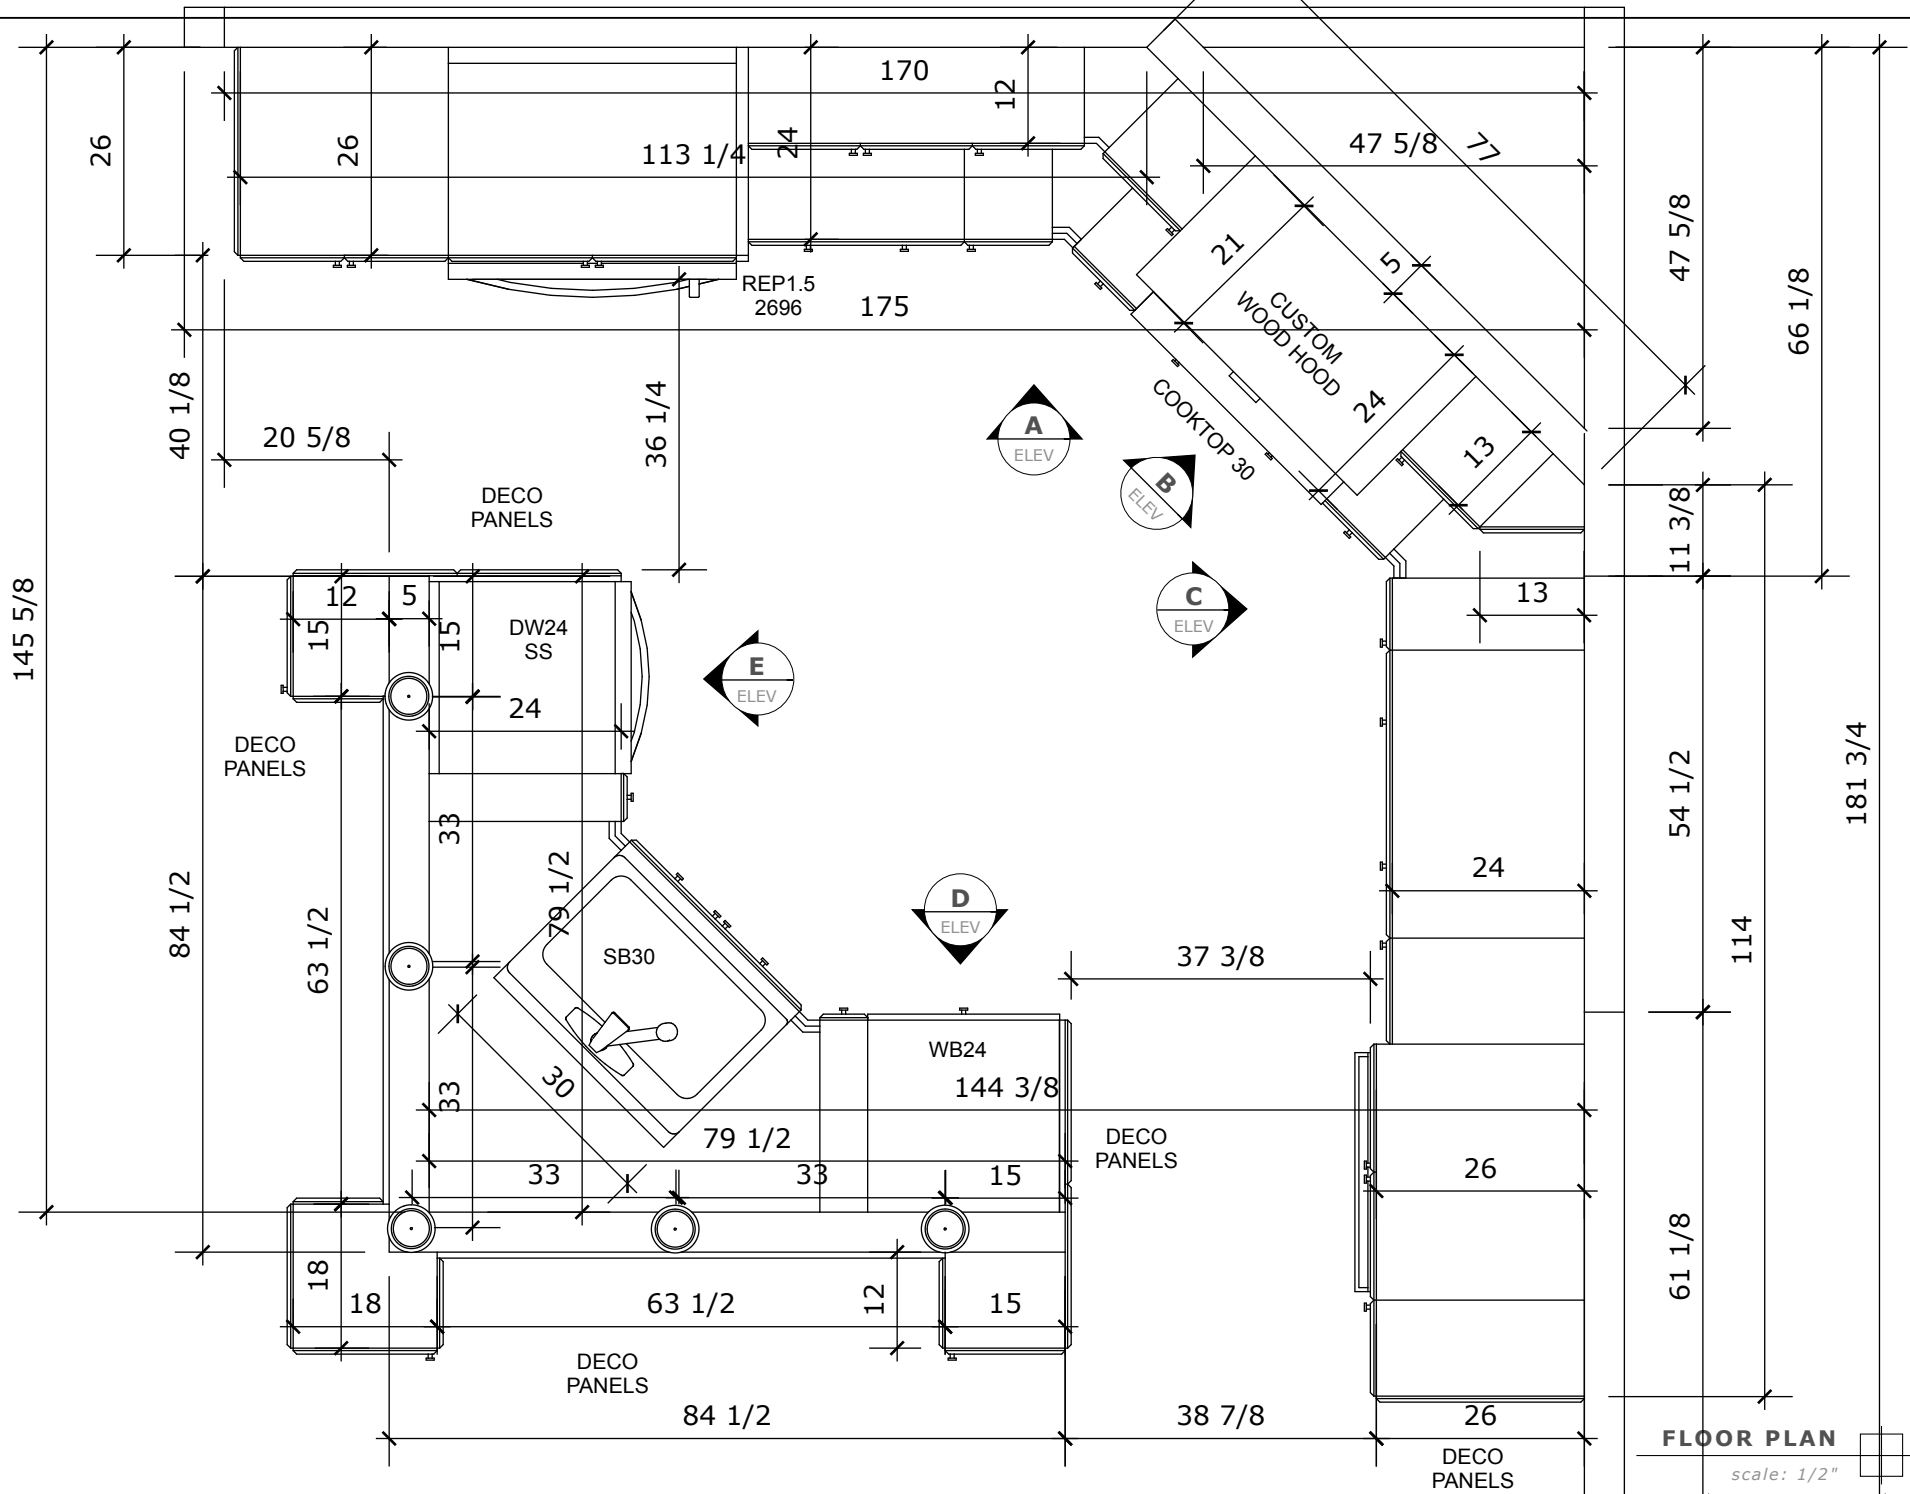 170
12
26
26
113 1/4
24
47 5/8
77
47 5/8
21
5
66 1/8
REP1.5
2696
175
CUSTOM
WOOD HOOD
24
COOKTOP 30
13
40 1/8
20 5/8
36 1/4
A
ELEV
B
ELEV
DECO
PANELS
11 3/8
145 5/8
12
5
15
15
DW24
SS
C
ELEV
13
E
ELEV
24
DECO
PANELS
33
54 1/2
181 3/4
24
84 1/2
63 1/2
79 1/2
SB30
D
ELEV
37 3/8
114
WB24
30
33
144 3/8
79 1/2
DECO
PANELS
33
33
15
26
61 1/8
18
18
63 1/2
12
15
DECO
PANELS
84 1/2
38 7/8
26
DECO
PANELS
FLOOR PLAN
scale: 1/2"